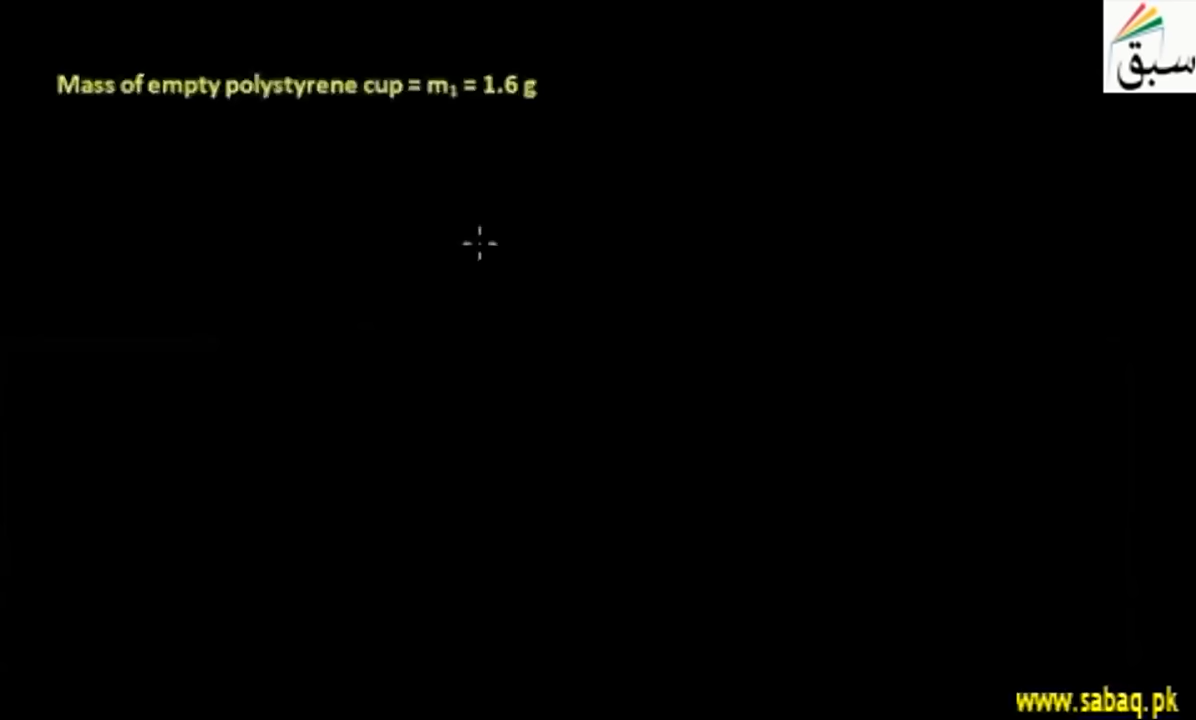 Mass of empty polystyrene cup = m₁ = 1.6 g
سبق
www.sabaq.pk